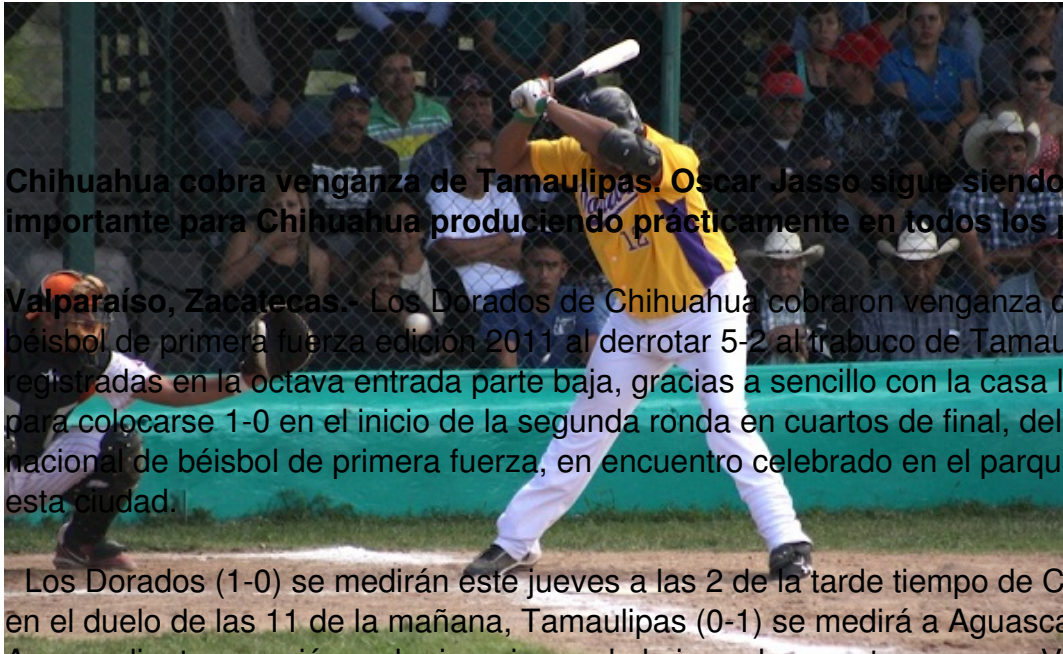 Chihuahua cobra venganza de Tamaulipas. Oscar Jasso sigue siendo
importante para Chihuahua produciendo prácticamente en todos los
Valparaíso, Zacatecas.- Los Dorados de Chihuahua cobraron venganza
béisbol de primera fuerza edición 2011 al derrotar 5-2 al trabuco de Tamau
registradas en la octava entrada parte baja, gracias a sencillo con la casa
para colocarse 1-0 en el inicio de la segunda ronda en cuartos de final, del
nacional de béisbol de primera fuerza, en encuentro celebrado en el parqu
esta ciudad.
Los Dorados (1-0) se medirán este jueves a las 2 de la tarde tiempo de C
en el duelo de las 11 de la mañana, Tamaulipas (0-1) se medirá a Aguasca
12